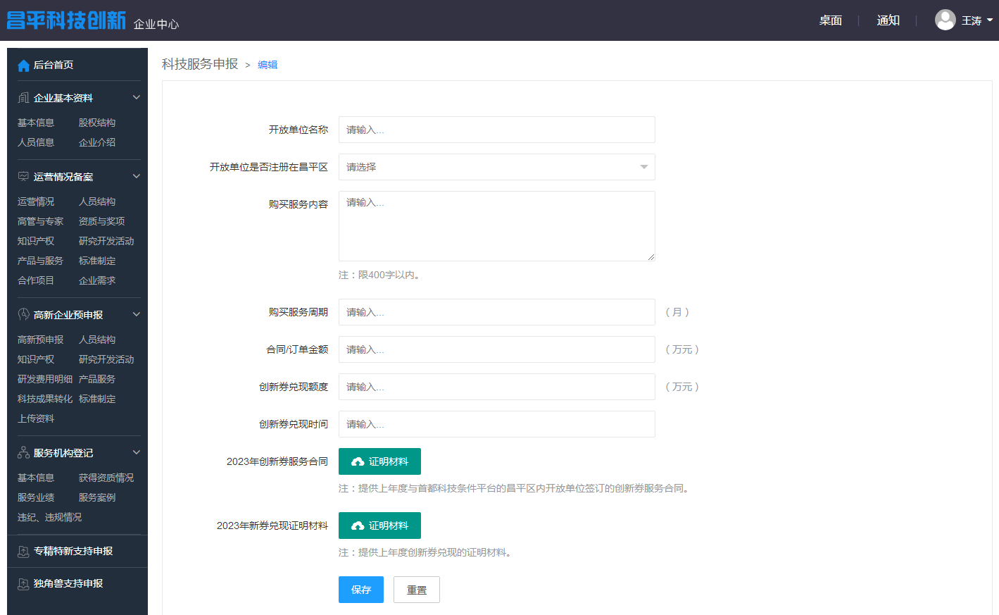 昌平科技创新 企业中心
桌面 通知 王涛
后台首页
企业基本资料
基本信息 股权结构
人员信息 企业介绍
运营情况备案
运营情况 人员结构
高管与专家 资质与奖项
知识产权 研究开发活动
产品与服务 标准制定
合作项目 企业需求
高新企业预申报
高新预申报 人员结构
知识产权 研究开发活动
研发费用明细 产品服务
科技成果转化 标准制定
上传资料
服务机构登记
基本信息 获得资质情况
服务业绩 服务案例
违纪、违规情况
专精特新支持申报
独角兽支持申报
科技服务申报 > 编辑
开放单位名称 请输入...
开放单位是否注册在昌平区 请选择
购买服务内容 请输入...
注：限400字以内。
购买服务周期 请输入... （月）
合同/订单金额 请输入... （万元）
创新券兑现额度 请输入... （万元）
创新券兑现时间 请输入...
2023年创新券服务合同 证明材料
注：提供上年度与首都科技条件平台的昌平区内开放单位签订的创新券服务合同。
2023年新券兑现证明材料 证明材料
注：提供上年度创新券兑现的证明材料。
保存 重置